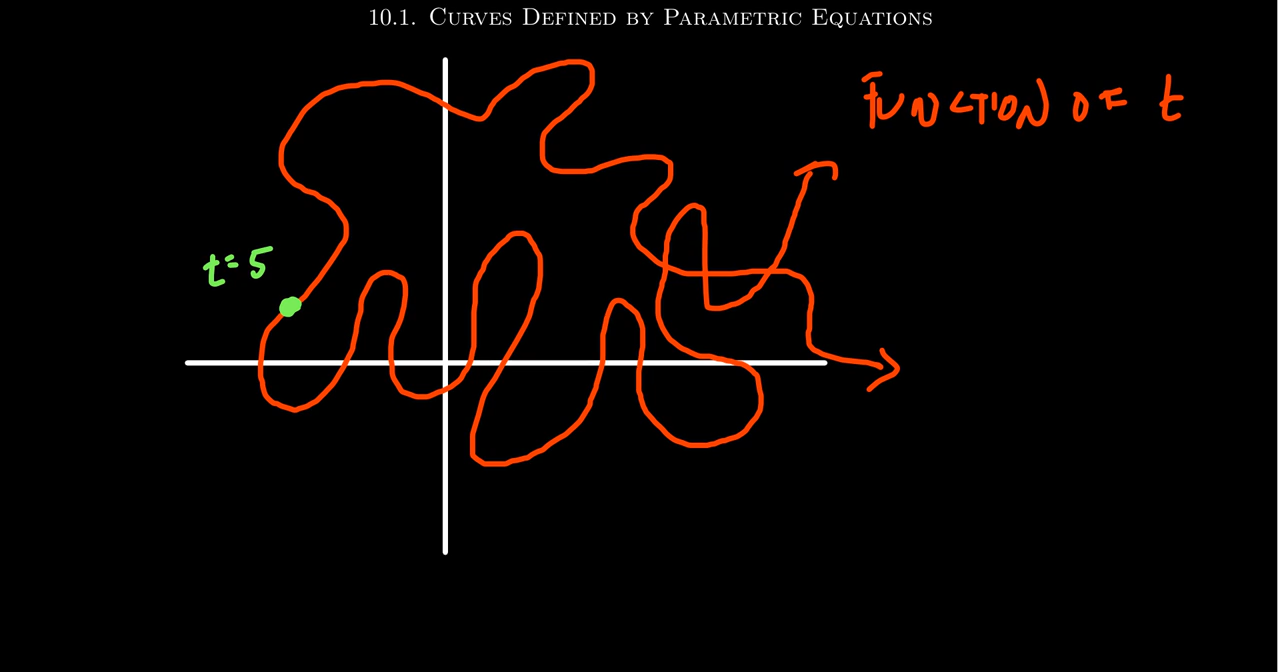 10.1. Curves Defined by Parametric Equations
FUNCTION OF t
t=5